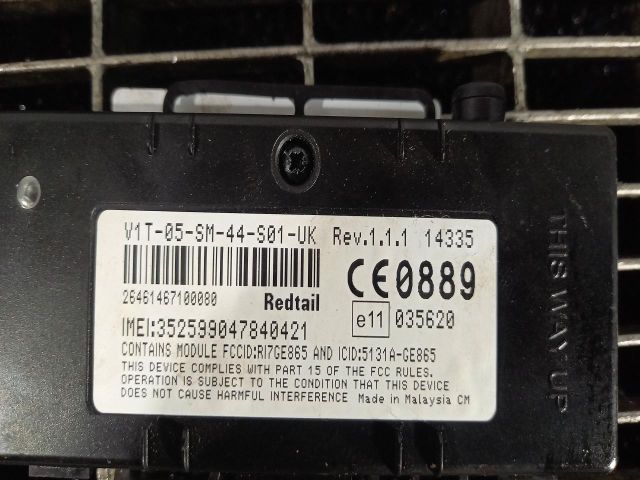 V1T-05-SM-44-S01-UK Rev.1.1.1 14335
CE0889
26461467100080 Redtail
e11 035620
IMEI:352599047840421
CONTAINS MODULE FCCID:RI7GE865 AND ICID:5131A-GE865
THIS DEVICE COMPLIES WITH PART 15 OF THE FCC RULES.
OPERATION IS SUBJECT TO THE CONDITION THAT THIS DEVICE
DOES NOT CAUSE HARMFUL INTERFERENCE Made in Malaysia CM
THIS WAY UP